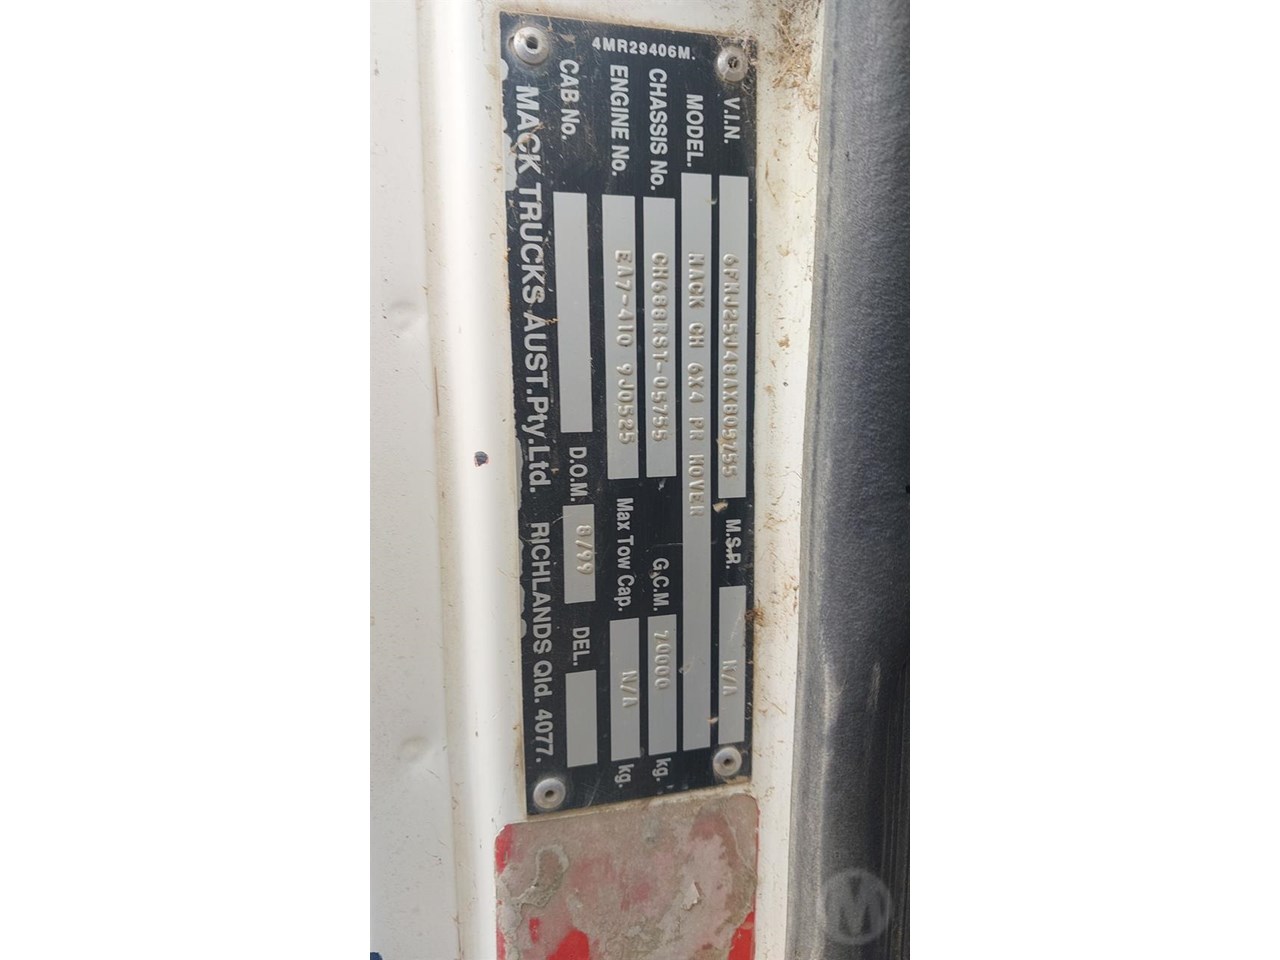 4MR29406M.
V.I.N. 6FMJ25J48AXB05755 M.S.R. N/A
MODEL. MACK CH 6X4 PR MOVER
CHASSIS No. CH688RST-05755 G.C.M. 70000 kg.
ENGINE No. EA7-410 9J0525 Max Tow Cap. N/A kg.
CAB No. D.O.M. 8/99 DEL.
MACK TRUCKS AUST.Pty.Ltd. RICHLANDS Qld. 4077.
M